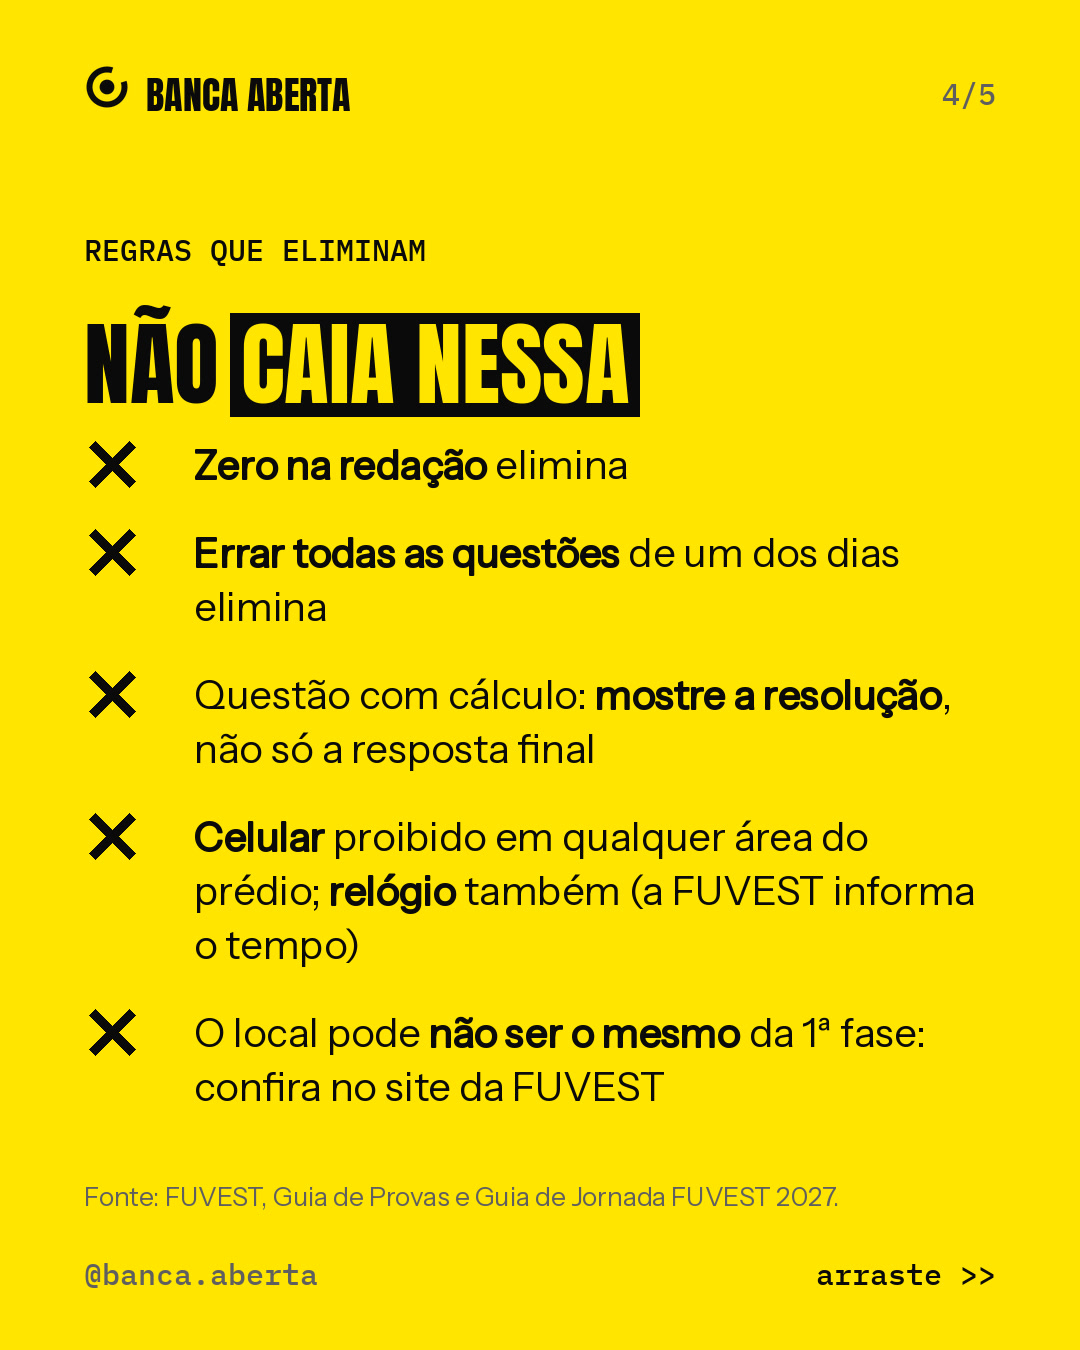 BANCA ABERTA
4/5
REGRAS QUE ELIMINAM
NÃO CAIA NESSA
Zero na redação elimina
Errar todas as questões de um dos dias
elimina
Questão com cálculo: mostre a resolução,
não só a resposta final
Celular proibido em qualquer área do
prédio; relógio também (a FUVEST informa
o tempo)
O local pode não ser o mesmo da 1ª fase:
confira no site da FUVEST
Fonte: FUVEST, Guia de Provas e Guia de Jornada FUVEST 2027.
@banca.aberta
arraste >>